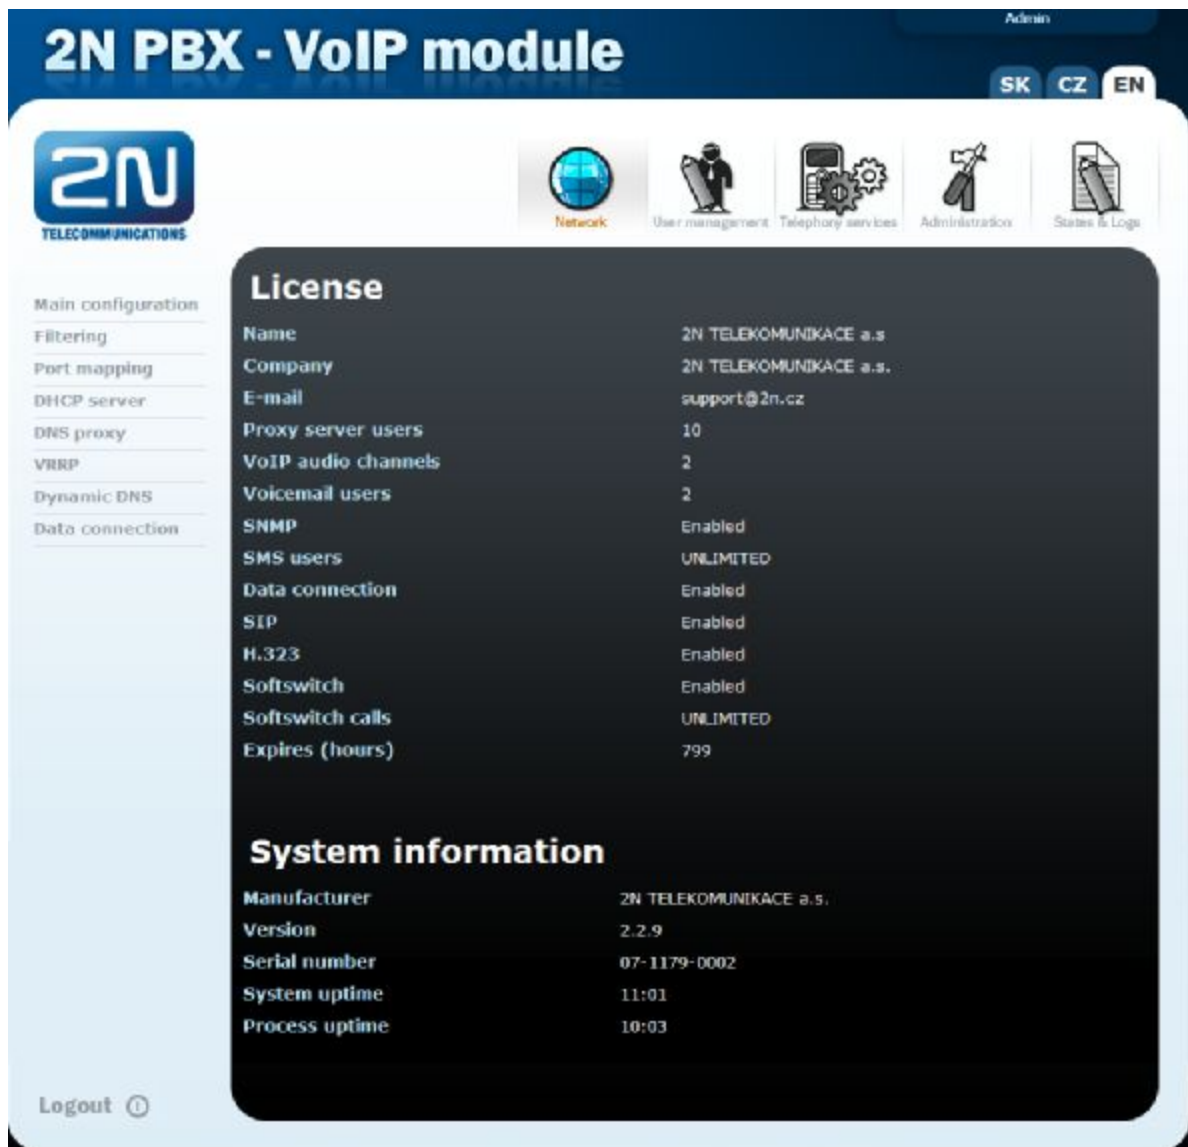 Admin
2N PBX - VoIP module
SK CZ EN
2N
TELECOMMUNICATIONS
Network User management Telephony services Administration States & Logs
Main configuration
Filtering
Port mapping
DHCP server
DNS proxy
VRRP
Dynamic DNS
Data connection
License
Name 2N TELEKOMUNIKACE a.s
Company 2N TELEKOMUNIKACE a.s.
E-mail support@2n.cz
Proxy server users 10
VoIP audio channels 2
Voicemail users 2
SNMP Enabled
SMS users UNLIMITED
Data connection Enabled
SIP Enabled
H.323 Enabled
Softswitch Enabled
Softswitch calls UNLIMITED
Expires (hours) 799
System information
Manufacturer 2N TELEKOMUNIKACE a.s.
Version 2.2.9
Serial number 07-1179-0002
System uptime 11:01
Process uptime 10:03
Logout